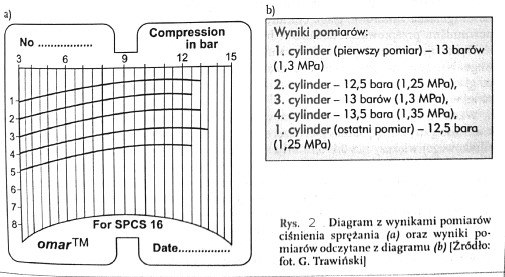 a)
No ..................
Compression
in bar
3 6 9 12 15
1
2
3
4
5
6
7
8
For SPCS 16
omar™
Date..............
b)
Wyniki pomiarów:
1. cylinder (pierwszy pomiar) – 13 barów
(1,3 MPa)
2. cylinder – 12,5 bara (1,25 MPa),
3. cylinder – 13 barów (1,3 MPa),
4. cylinder – 13,5 bara (1,35 MPa),
1. cylinder (ostatni pomiar) – 12,5 bara
(1,25 MPa)
Rys. 2 Diagram z wynikami pomiarów
ciśnienia sprężania (a) oraz wyniki po-
miarów odczytane z diagramu (b) [Źródło:
fot. G. Trawiński]